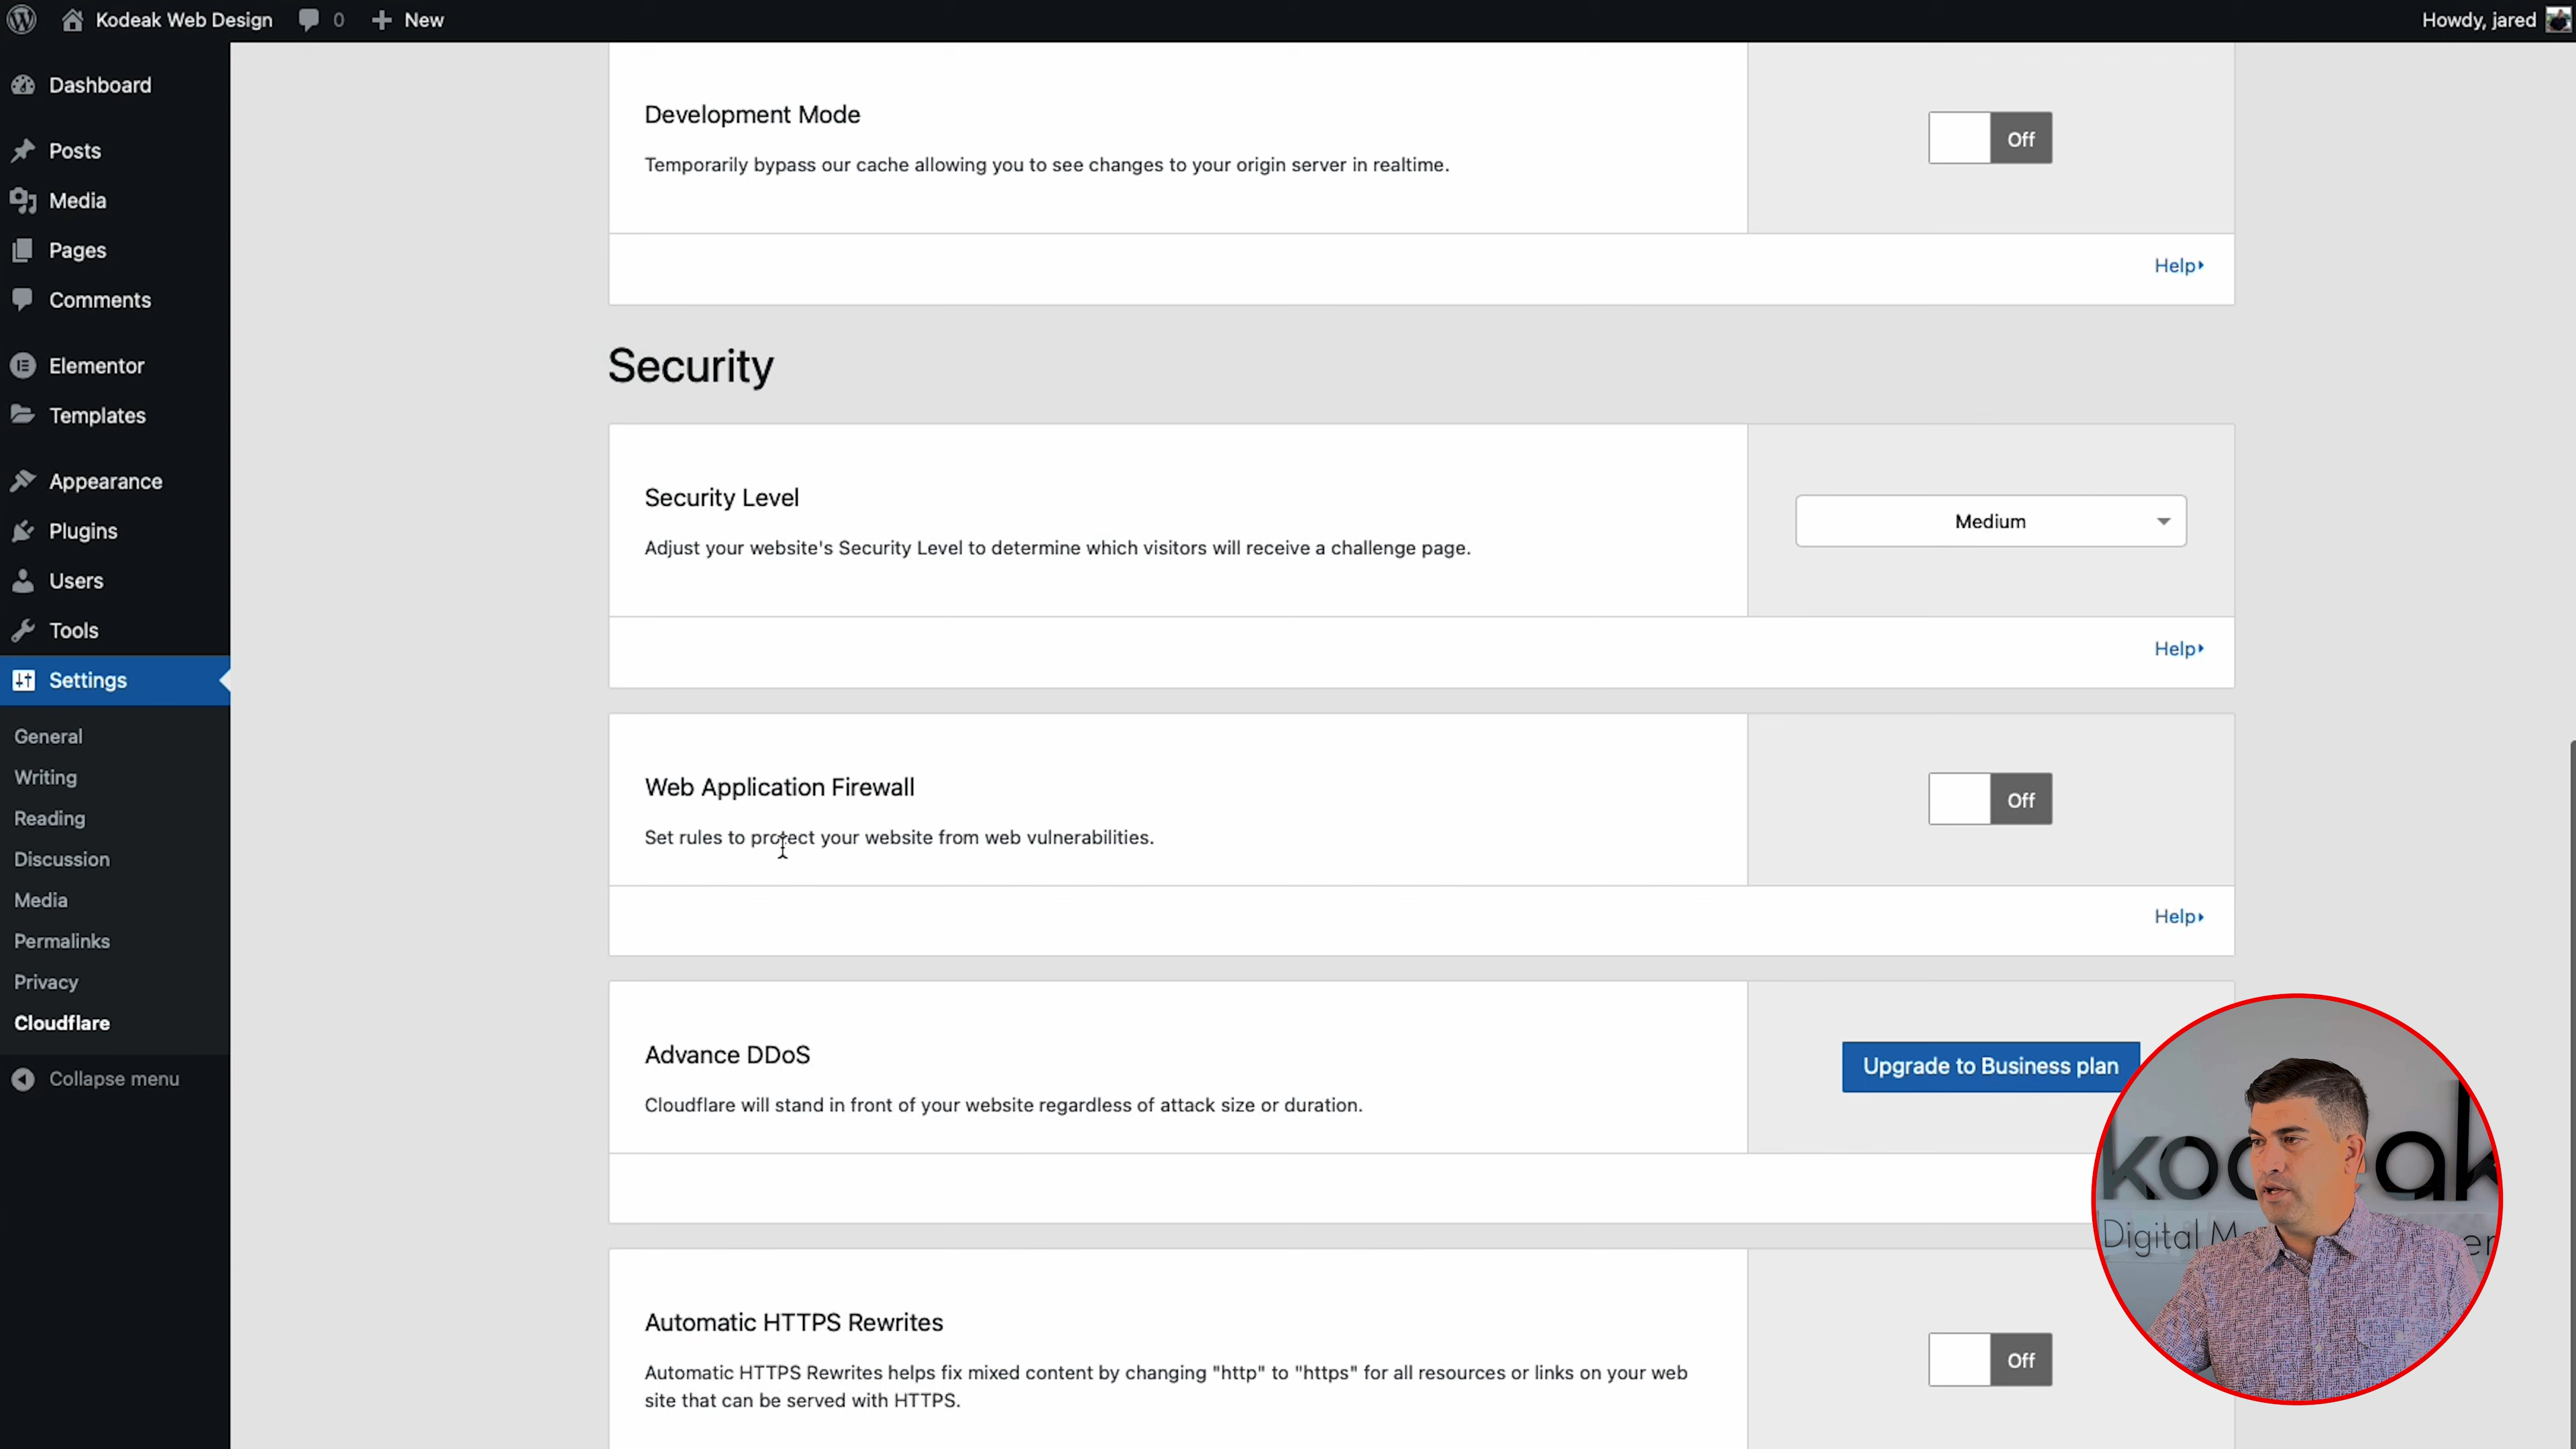 Kodeak Web Design
0
New
Howdy, jared
Dashboard
Posts
Media
Pages
Comments
Elementor
Templates
Appearance
Plugins
Users
Tools
Settings
General
Writing
Reading
Discussion
Media
Permalinks
Privacy
Cloudflare
Collapse menu
Development Mode
Temporarily bypass our cache allowing you to see changes to your origin server in realtime.
Off
Help
Security
Security Level
Adjust your website's Security Level to determine which visitors will receive a challenge page.
Medium
Help
Web Application Firewall
Set rules to protect your website from web vulnerabilities.
Off
Help
Advance DDoS
Cloudflare will stand in front of your website regardless of attack size or duration.
Upgrade to Business plan
Automatic HTTPS Rewrites
Automatic HTTPS Rewrites helps fix mixed content by changing "http" to "https" for all resources or links on your web
site that can be served with HTTPS.
Off
kodeak
Digital